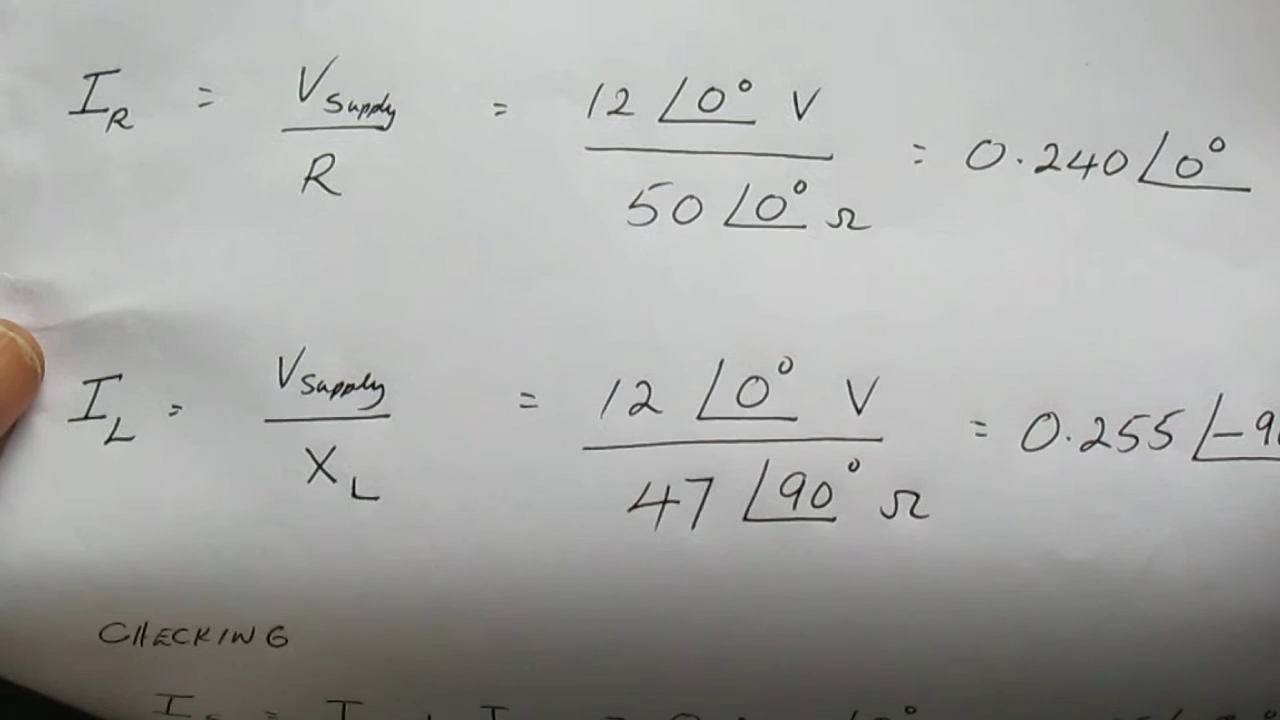 I_R = V_Supply / R = 12 ∠0° V / 50 ∠0° Ω = 0.240 ∠0°
I_L = V_Supply / X_L = 12 ∠0° V / 47 ∠90° Ω = 0.255 ∠-90
CHECKING